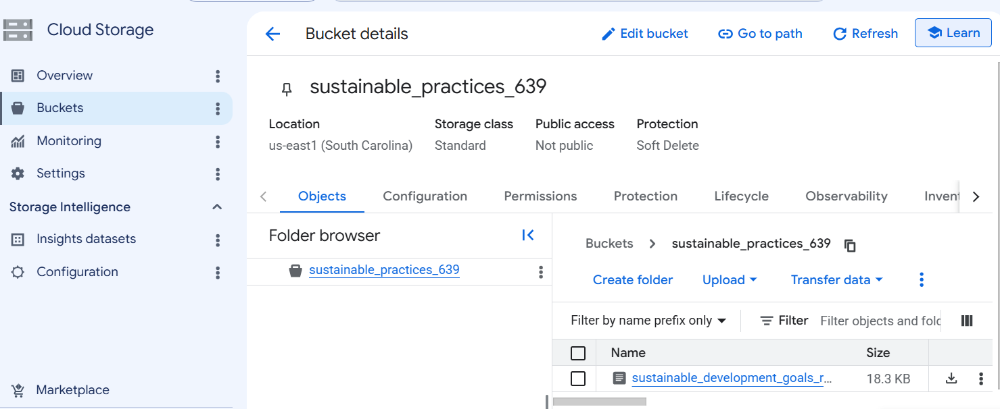 Cloud Storage
Overview
Buckets
Monitoring
Settings
Storage Intelligence
Insights datasets
Configuration
Marketplace
Bucket details
Edit bucket
Go to path
Refresh
Learn
sustainable_practices_639
Location Storage class Public access Protection
us-east1 (South Carolina) Standard Not public Soft Delete
Objects Configuration Permissions Protection Lifecycle Observability Invent
Folder browser
sustainable_practices_639
Buckets sustainable_practices_639
Create folder Upload Transfer data
Filter by name prefix only Filter Filter objects and fold
Name Size
sustainable_development_goals_r... 18.3 KB